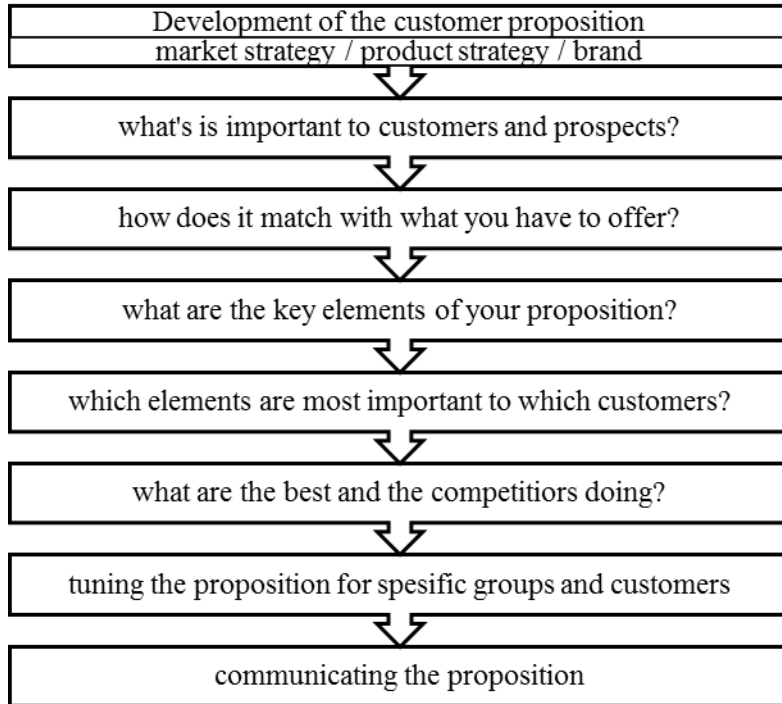 Development of the customer proposition
market strategy / product strategy / brand
what's is important to customers and prospects?
how does it match with what you have to offer?
what are the key elements of your proposition?
which elements are most important to which customers?
what are the best and the competitiors doing?
tuning the proposition for spesific groups and customers
communicating the proposition